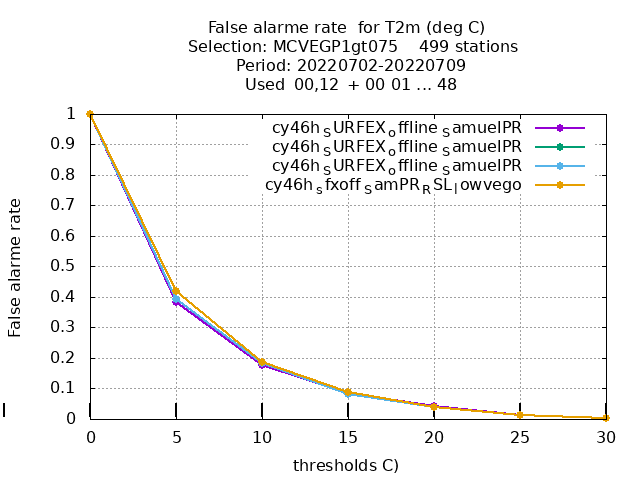 False alarme rate  for T2m (deg C)
Selection: MCVEGP1gt075    499 stations
Period: 20220702-20220709
Used  00,12  + 00 01 ... 48
cy46h_SURFEX_offline_SamuelPR
cy46h_SURFEX_offline_SamuelPR
cy46h_SURFEX_offline_SamuelPR
cy46h_sfxoff_SamPR_RSL_lowvego
False alarme rate
1
0.9
0.8
0.7
0.6
0.5
0.4
0.3
0.2
0.1
0
0 5 10 15 20 25 30
thresholds C)